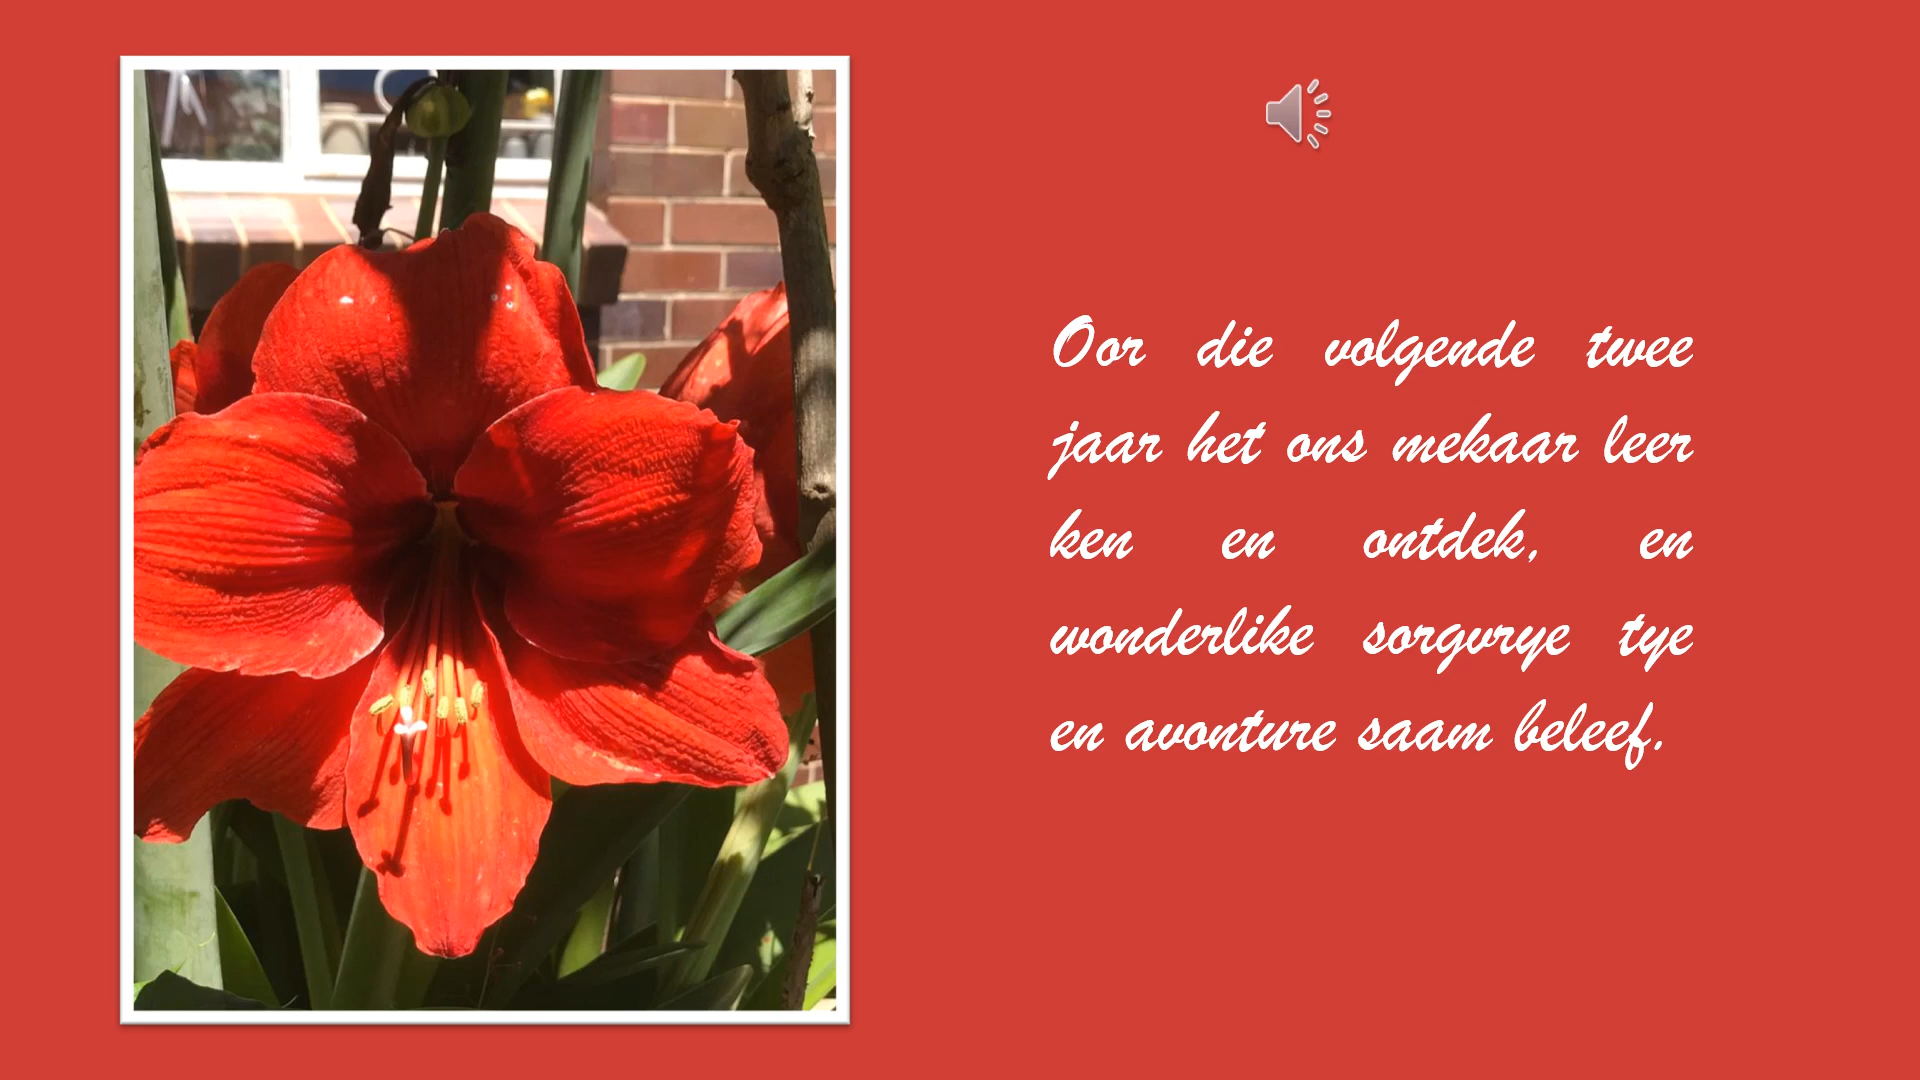 Oor die volgende twee
jaar het ons mekaar leer
ken en ontdek, en
wonderlike sorgvrye tye
en avonture saam beleef.